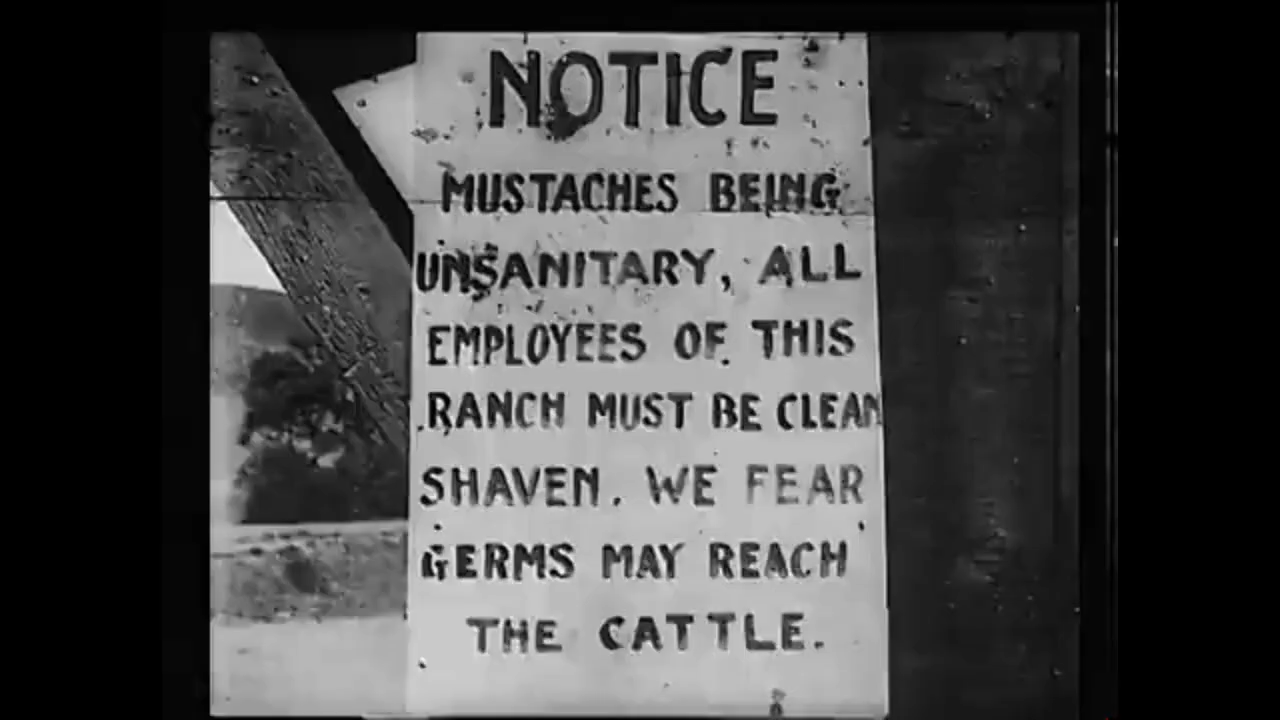 NOTICE
MUSTACHES BEING
UNSANITARY, ALL
EMPLOYEES OF THIS
RANCH MUST BE CLEAN
SHAVEN. WE FEAR
GERMS MAY REACH
THE CATTLE.